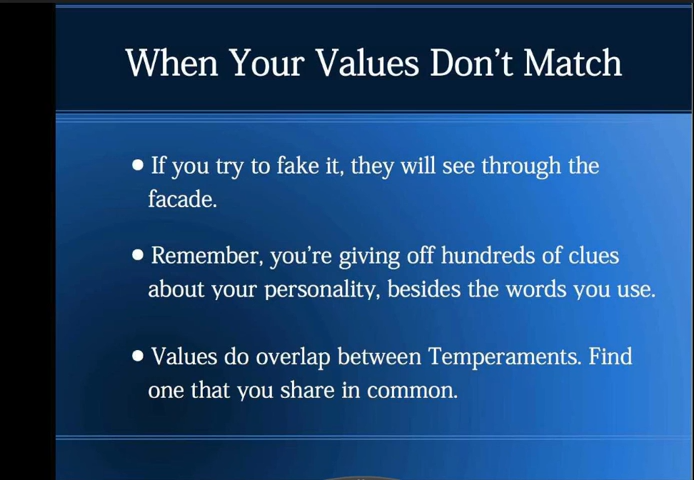 When Your Values Don't Match
• If you try to fake it, they will see through the
facade.
• Remember, you're giving off hundreds of clues
about your personality, besides the words you use.
• Values do overlap between Temperaments. Find
one that you share in common.